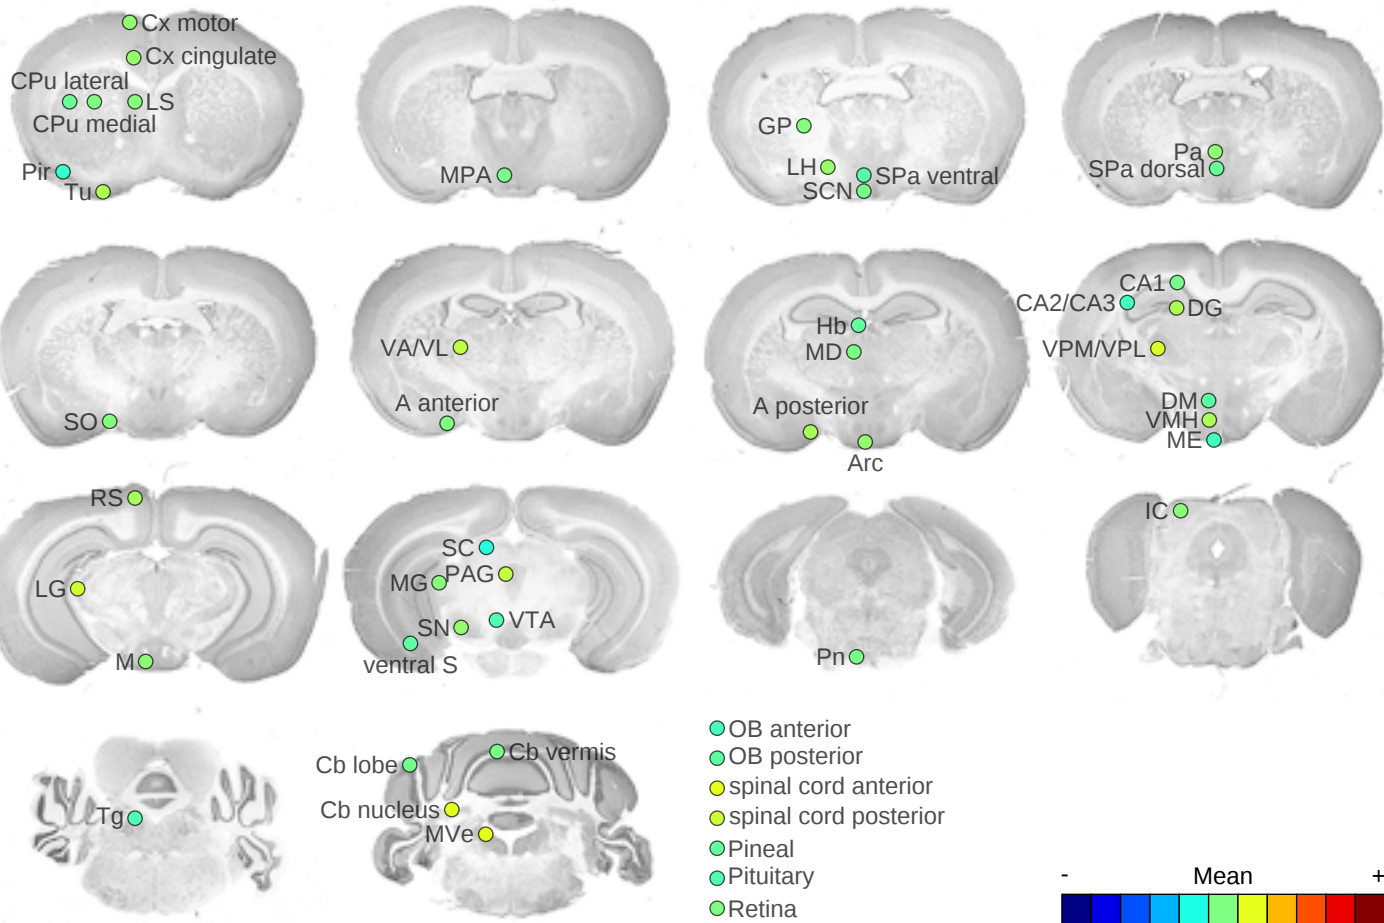 Cx motor
Cx cingulate
CPu lateral
LS
CPu medial
Pir
Tu
MPA
GP
LH
SPa ventral
SCN
Pa
SPa dorsal
SO
VA/VL
A anterior
Hb
MD
A posterior
Arc
CA1
CA2/CA3
DG
VPM/VPL
DM
VMH
ME
RS
LG
M
SC
MG
PAG
SN
VTA
ventral S
Pn
IC
Tg
Cb lobe
Cb vermis
Cb nucleus
MVe
OB anterior
OB posterior
spinal cord anterior
spinal cord posterior
Pineal
Pituitary
Retina
- Mean +